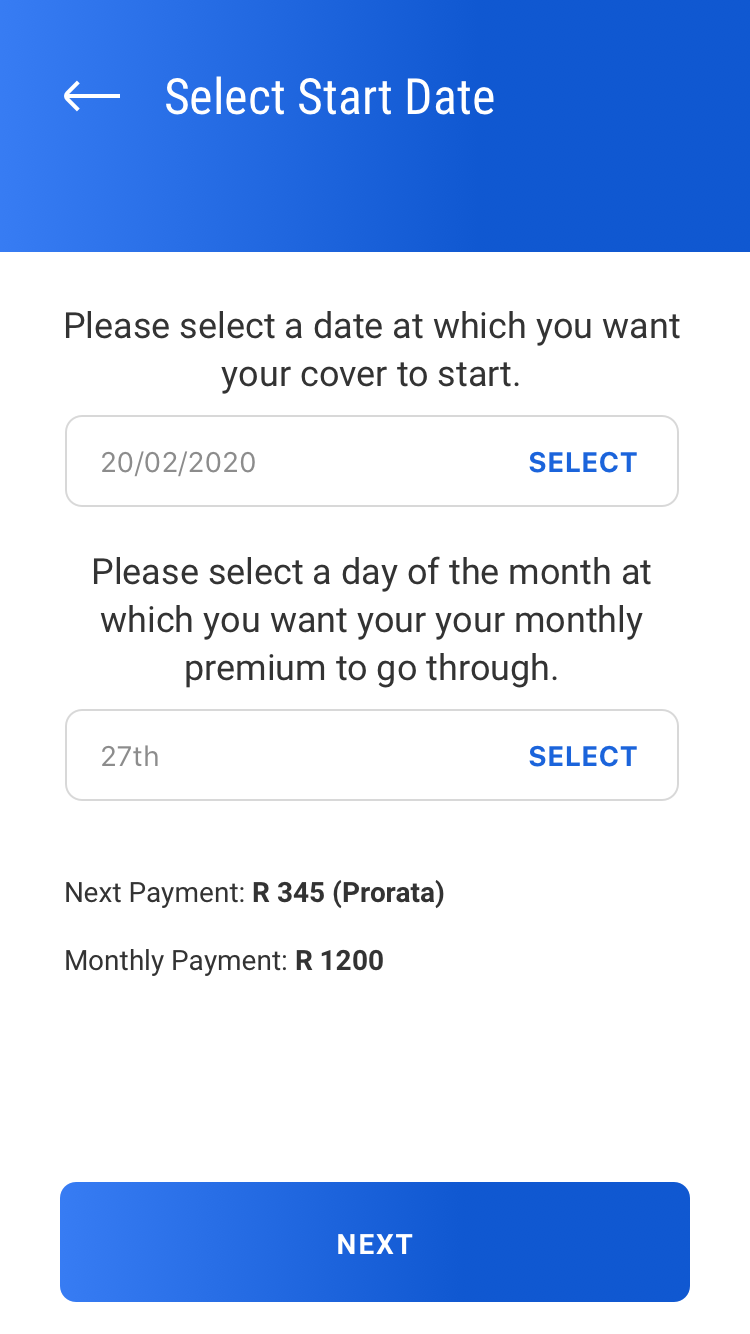 Select Start Date
Please select a date at which you want
your cover to start.
20/02/2020 SELECT
Please select a day of the month at
which you want your your monthly
premium to go through.
27th SELECT
Next Payment: R 345 (Prorata)
Monthly Payment: R 1200
NEXT